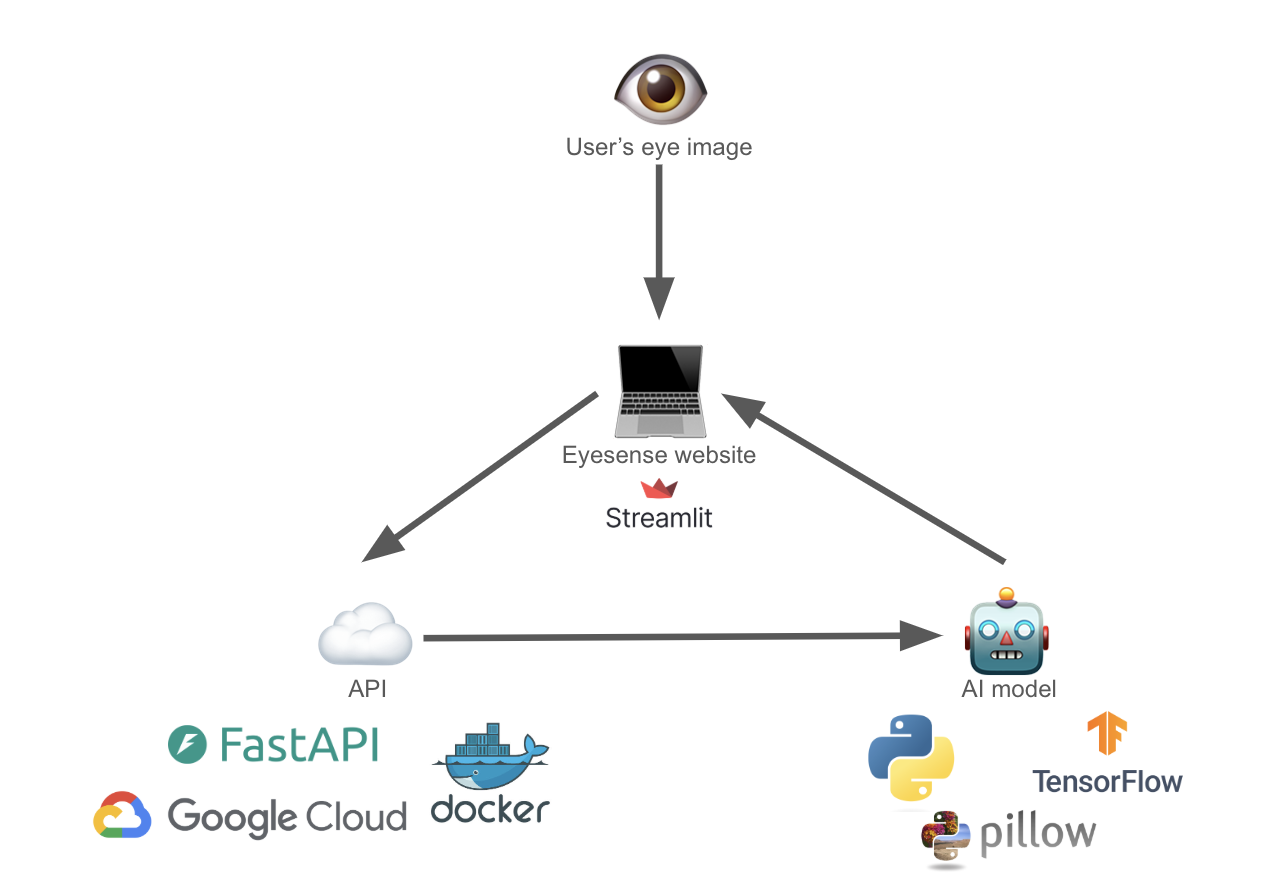 User’s eye image
Eyesense website
Streamlit
API
AI model
FastAPI
docker
Google Cloud
TensorFlow
pillow